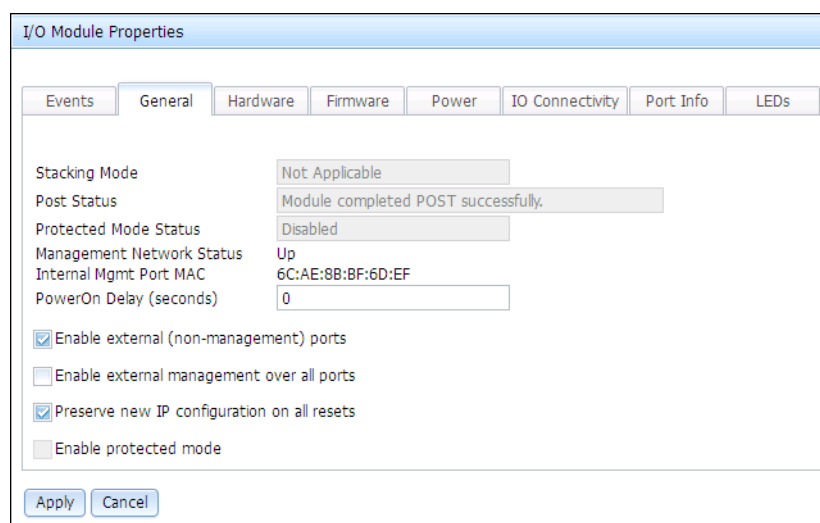 I/O Module Properties
Events General Hardware Firmware Power IO Connectivity Port Info LEDs
Stacking Mode Not Applicable
Post Status Module completed POST successfully.
Protected Mode Status Disabled
Management Network Status Up
Internal Mgmt Port MAC 6C:AE:8B:BF:6D:EF
PowerOn Delay (seconds) 0
Enable external (non-management) ports
Enable external management over all ports
Preserve new IP configuration on all resets
Enable protected mode
Apply Cancel